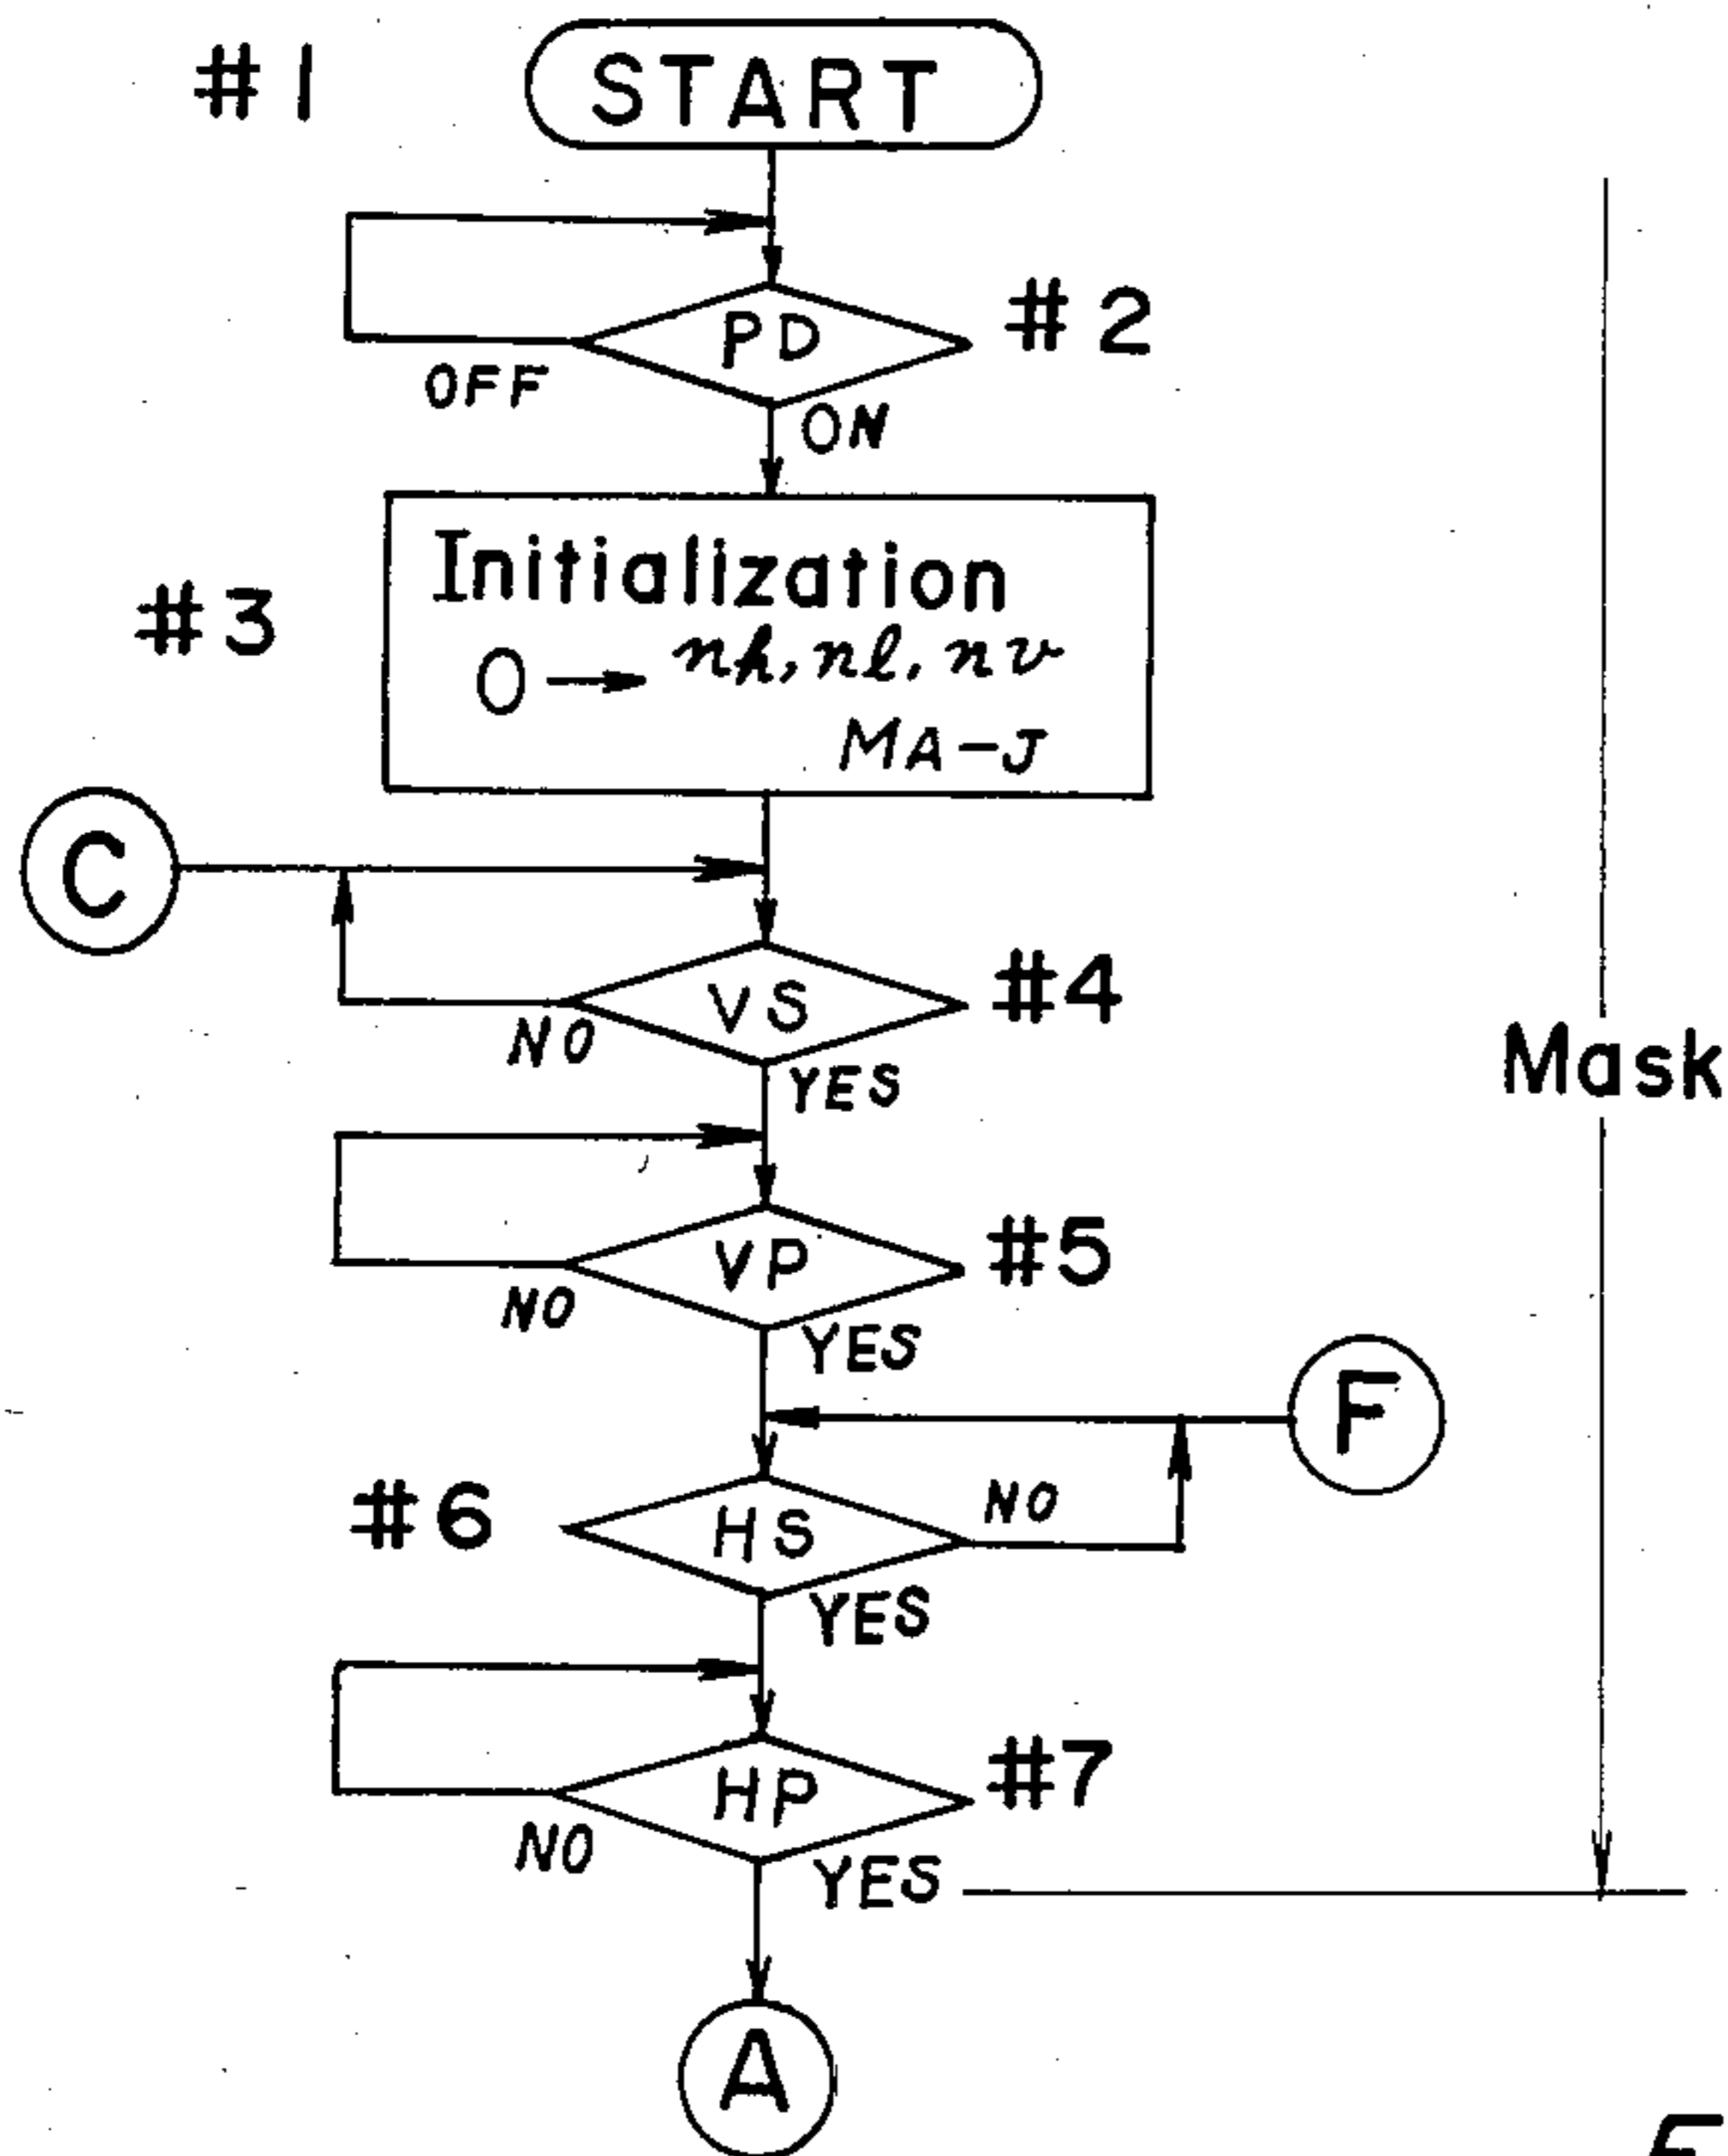 #1 START
PD #2
OFF
ON
Initialization
#3
0→ nh, nl, nv
MA-J
C
VS #4
NO
YES
Mask
VP #5
NO
YES
F
#6 HS NO
YES
HP #7
NO
YES
A